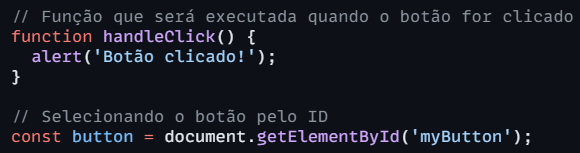 // Função que será executada quando o botão for clicado
function handleClick() {
  alert('Botão clicado!');
}
// Selecionando o botão pelo ID
const button = document.getElementById('myButton');